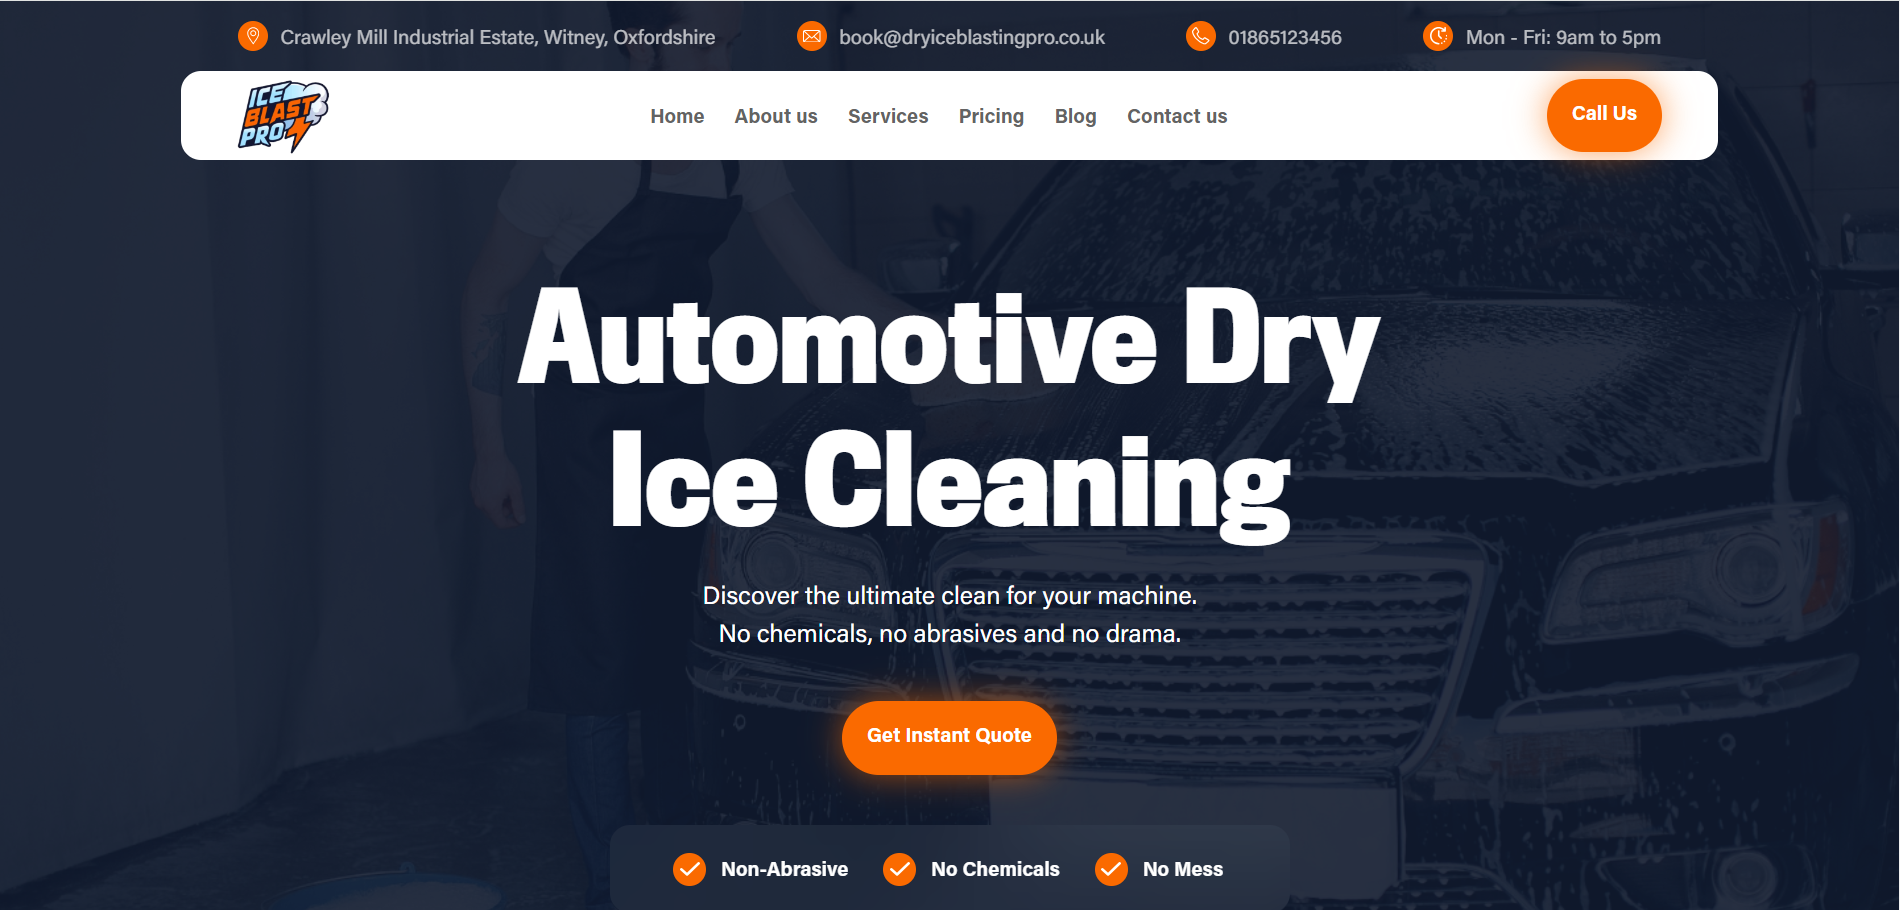 Crawley Mill Industrial Estate, Witney, Oxfordshire
book@dryiceblastingpro.co.uk
01865123456
Mon - Fri: 9am to 5pm
ICE
BLAST
PRO
Home
About us
Services
Pricing
Blog
Contact us
Call Us
Automotive Dry
Ice Cleaning
Discover the ultimate clean for your machine.
No chemicals, no abrasives and no drama.
Get Instant Quote
Non-Abrasive
No Chemicals
No Mess